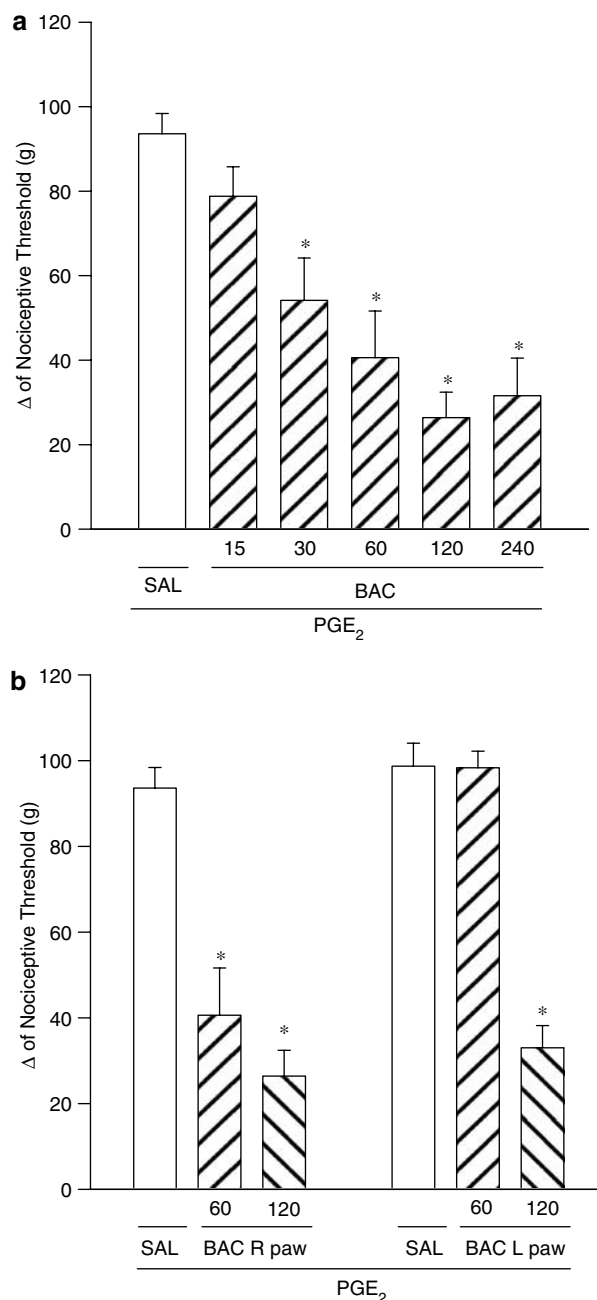 a
Δ of Nociceptive Threshold (g)
120
100
80
60
40
20
0
*
*
*
*
15 30 60 120 240
SAL BAC
PGE2
b
Δ of Nociceptive Threshold (g)
120
100
80
60
40
20
0
*
*
*
60 120 60 120
SAL BAC R paw SAL BAC L paw
PGE2